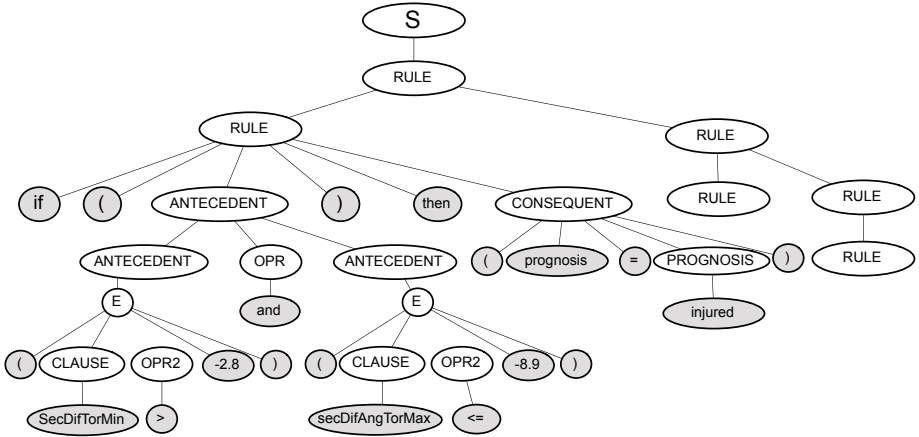 S
RULE
RULE RULE
if ( ANTECEDENT ) then CONSEQUENT RULE RULE
ANTECEDENT OPR ANTECEDENT ( prognosis = PROGNOSIS ) RULE
E and E injured
( CLAUSE OPR2 -2.8 ) ( CLAUSE OPR2 -8.9 )
SecDifTorMin > secDifAngTorMax <=